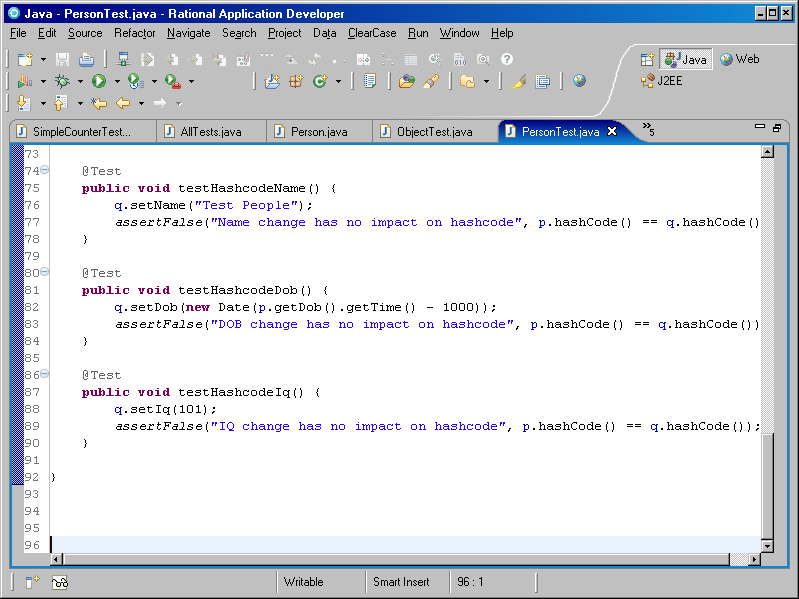 Java - PersonTest.java - Rational Application Developer
File Edit Source Refactor Navigate Search Project Data ClearCase Run Window Help
Java Web
J2EE
SimpleCounterTest... AllTests.java Person.java ObjectTest.java PersonTest.java »5
73
74 @Test
75 public void testHashcodeName() {
76 q.setName("Test People");
77 assertFalse("Name change has no impact on hashcode", p.hashCode() == q.hashCode()
78 }
79
80 @Test
81 public void testHashcodeDob() {
82 q.setDob(new Date(p.getDob().getTime() - 1000));
83 assertFalse("DOB change has no impact on hashcode", p.hashCode() == q.hashCode())
84 }
85
86 @Test
87 public void testHashcodeIq() {
88 q.setIq(101);
89 assertFalse("IQ change has no impact on hashcode", p.hashCode() == q.hashCode());
90 }
91
92 }
93
94
95
96
Writable Smart Insert 96 : 1